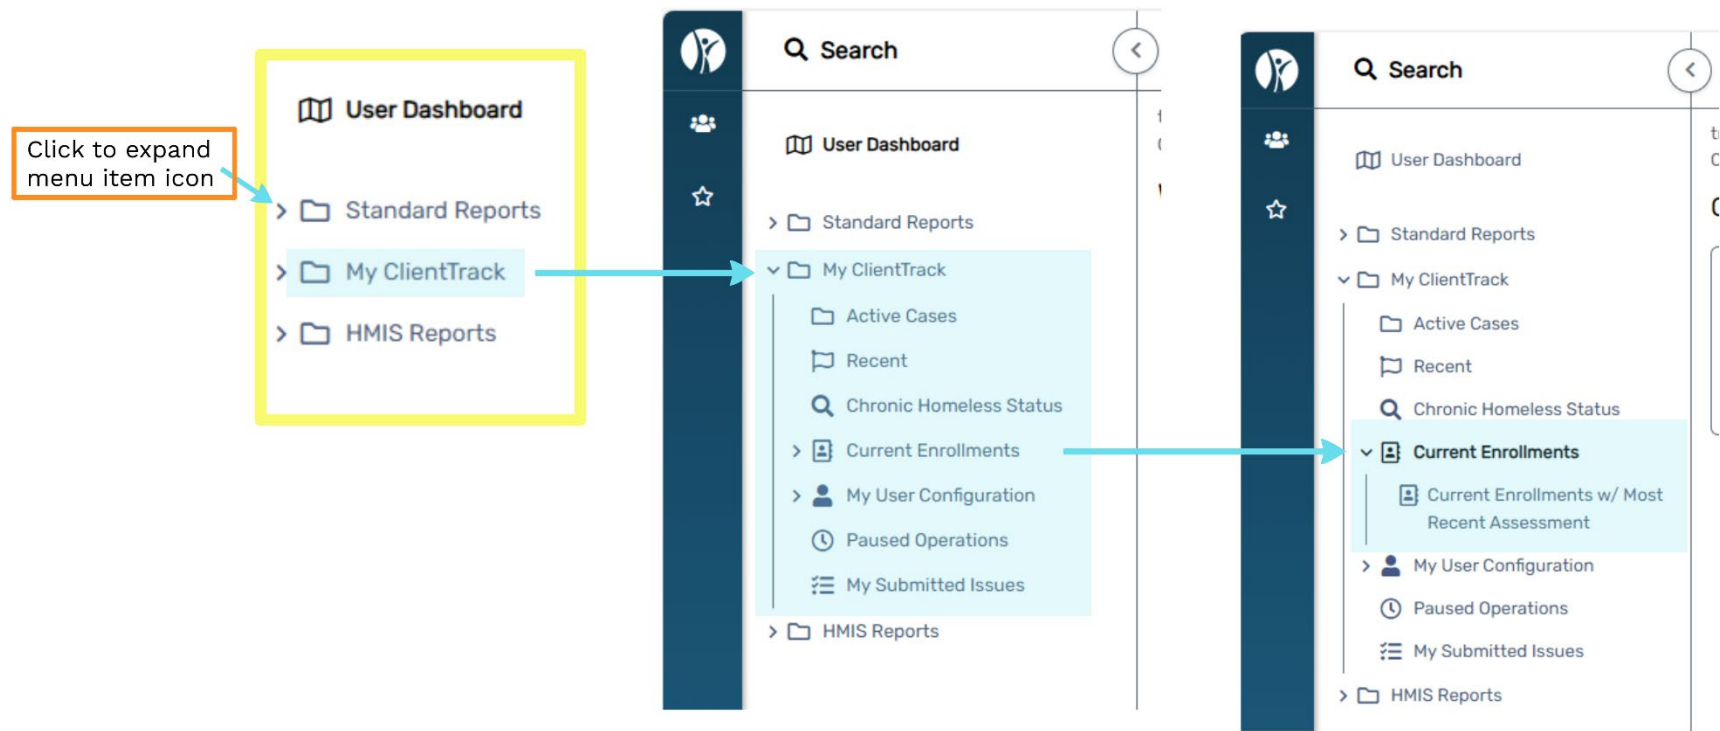 Click to expand
menu item icon
User Dashboard
Standard Reports
My ClientTrack
HMIS Reports
Search
User Dashboard
Standard Reports
My ClientTrack
Active Cases
Recent
Chronic Homeless Status
Current Enrollments
My User Configuration
Paused Operations
My Submitted Issues
HMIS Reports
Search
User Dashboard
Standard Reports
My ClientTrack
Active Cases
Recent
Chronic Homeless Status
Current Enrollments
Current Enrollments w/ Most
Recent Assessment
My User Configuration
Paused Operations
My Submitted Issues
HMIS Reports